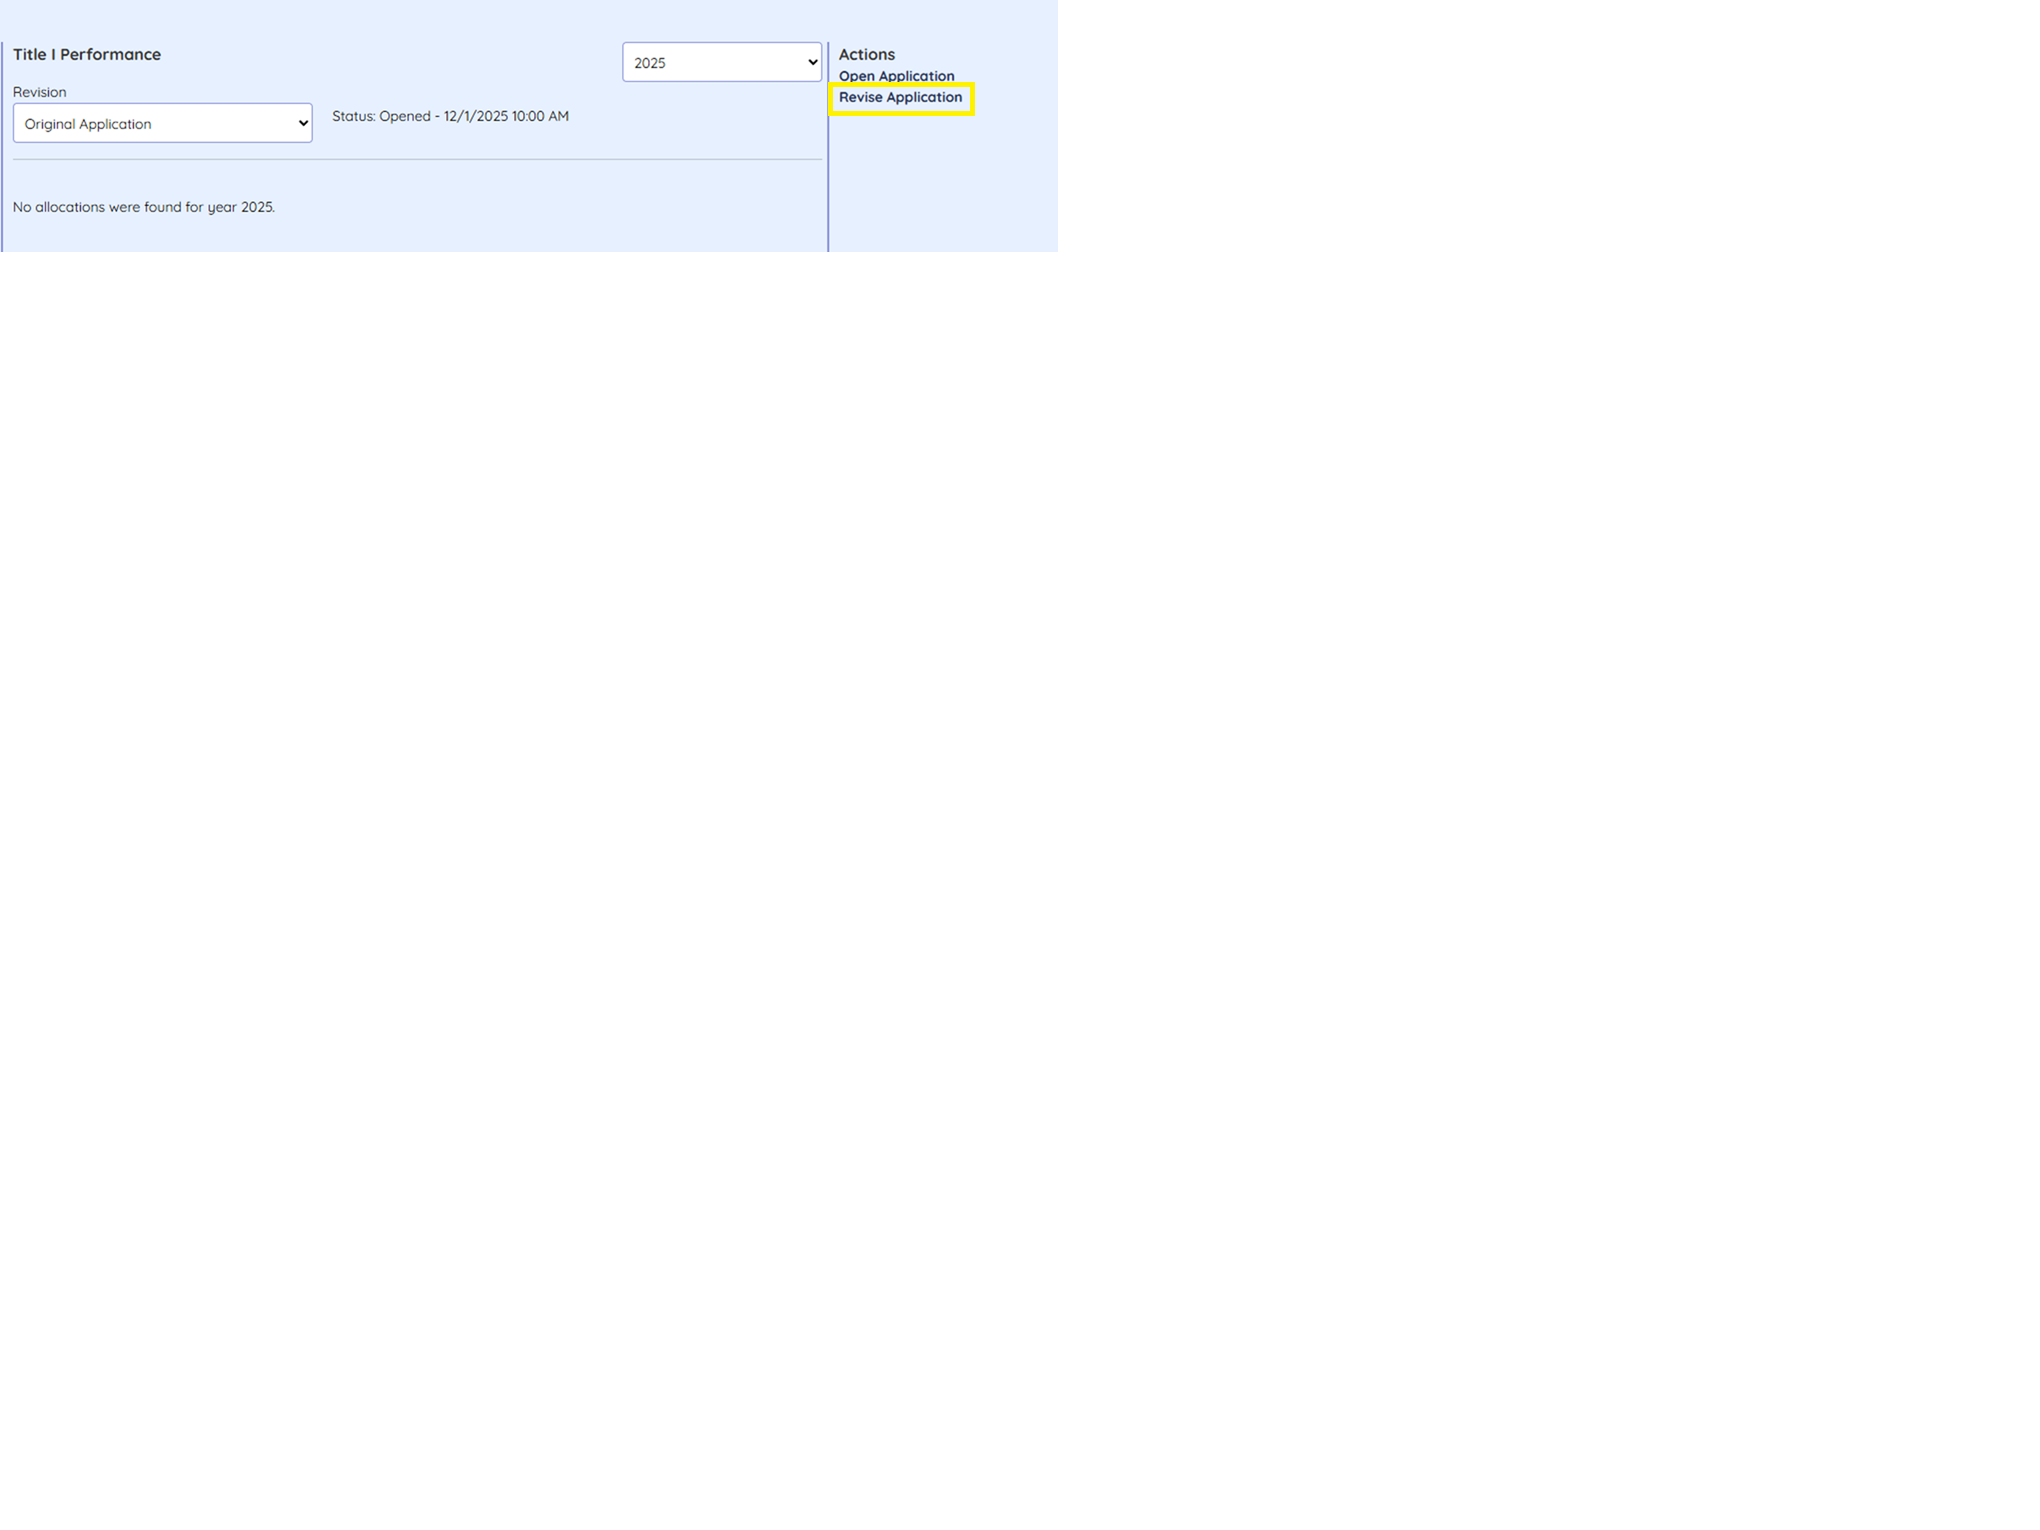 Title I Performance
2025
Revision
Original Application
Status: Opened - 12/1/2025 10:00 AM
No allocations were found for year 2025.
Actions
Open Application
Revise Application